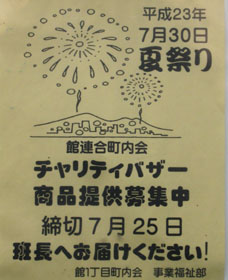 平成23年
7月30日
夏祭り
館連合町内会
チャリティバザー
商品提供募集中
締切7月25日
班長へお届けください!
館1丁目町内会 事業福祉部